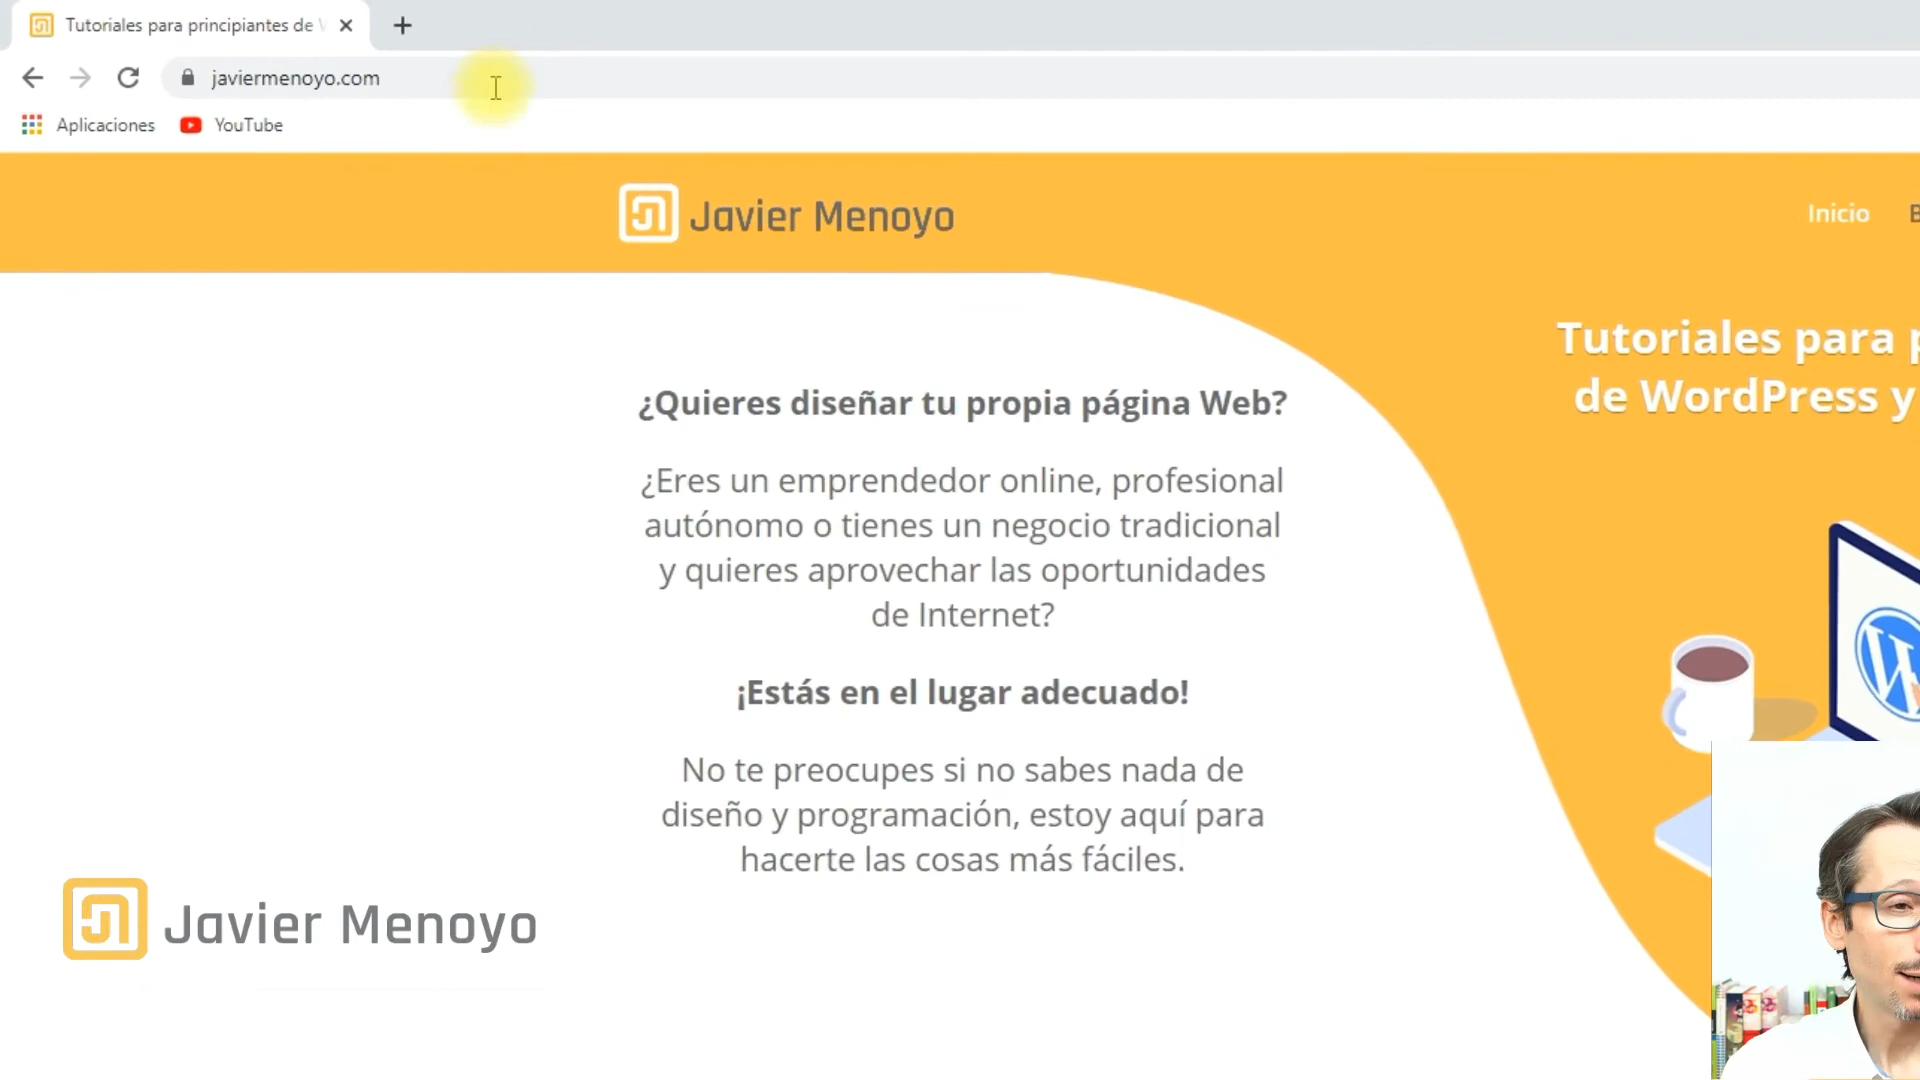 Tutoriales para principiantes de
javiermenoyo.com
Aplicaciones
YouTube
Javier Menoyo
Inicio
Tutoriales para
de WordPress y
¿Quieres diseñar tu propia página Web?
¿Eres un emprendedor online, profesional
autónomo o tienes un negocio tradicional
y quieres aprovechar las oportunidades
de Internet?
¡Estás en el lugar adecuado!
No te preocupes si no sabes nada de
diseño y programación, estoy aquí para
hacerte las cosas más fáciles.
Javier Menoyo